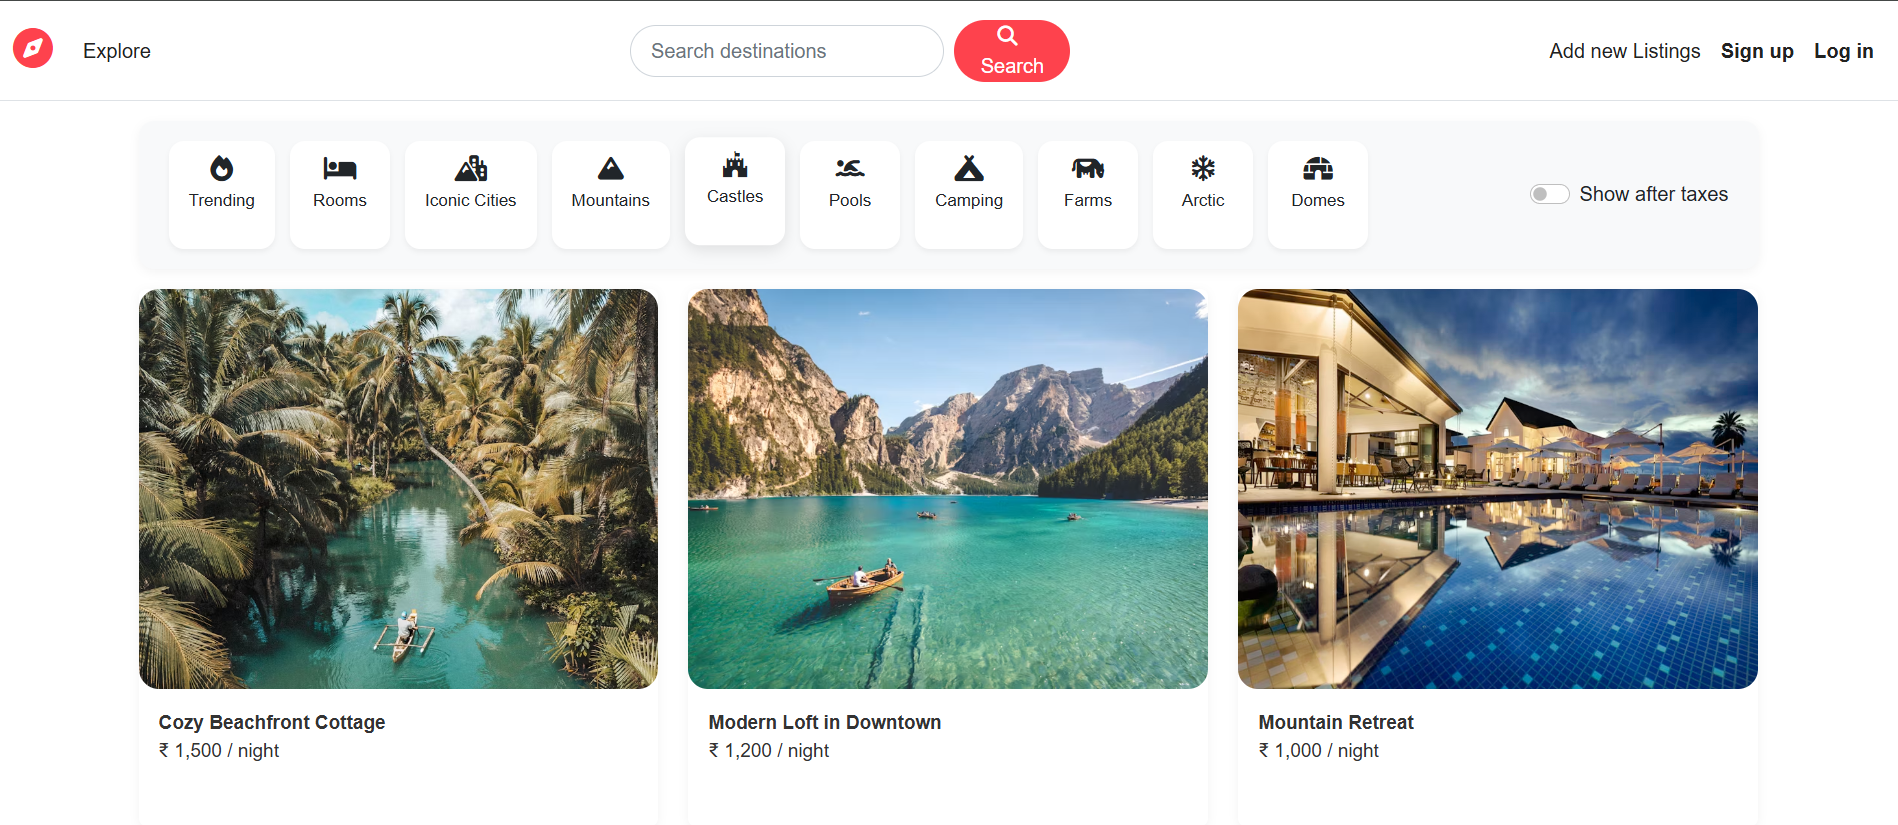 Explore
Search destinations
Search
Add new Listings
Sign up
Log in
Trending
Rooms
Iconic Cities
Mountains
Castles
Pools
Camping
Farms
Arctic
Domes
Show after taxes
Cozy Beachfront Cottage
₹ 1,500 / night
Modern Loft in Downtown
₹ 1,200 / night
Mountain Retreat
₹ 1,000 / night